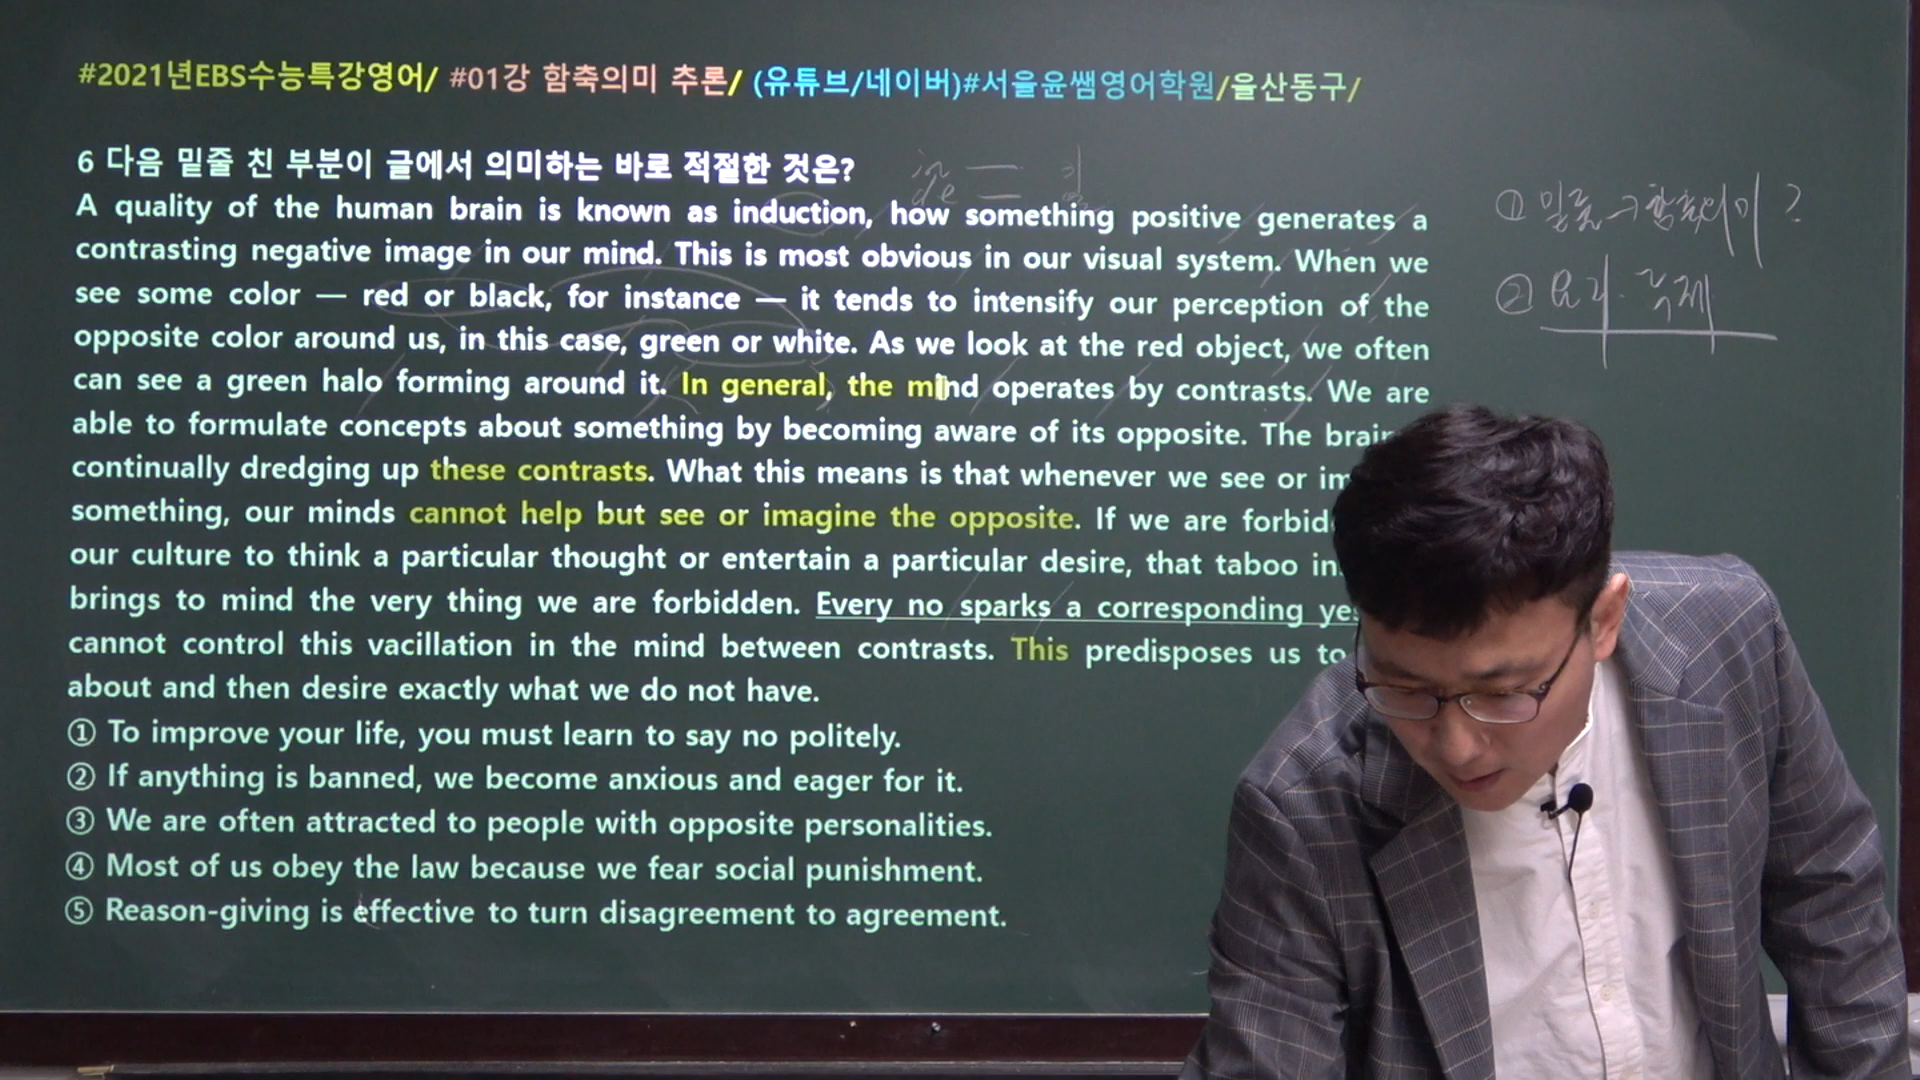 #2021년EBS수능특강영어/ #01강 함축의미 추론/ (유튜브/네이버)#서울윤쌤영어학원/울산동구/
6 다음 밑줄 친 부분이 글에서 의미하는 바로 적절한 것은?
A quality of the human brain is known as induction, how something positive generates a
contrasting negative image in our mind. This is most obvious in our visual system. When we
see some color — red or black, for instance — it tends to intensify our perception of the
opposite color around us, in this case, green or white. As we look at the red object, we often
can see a green halo forming around it. In general, the mind operates by contrasts. We are
able to formulate concepts about something by becoming aware of its opposite. The brain
continually dredging up these contrasts. What this means is that whenever we see or im
something, our minds cannot help but see or imagine the opposite. If we are forbid
our culture to think a particular thought or entertain a particular desire, that taboo in
brings to mind the very thing we are forbidden. Every no sparks a corresponding yes
cannot control this vacillation in the mind between contrasts. This predisposes us to
about and then desire exactly what we do not have.
① To improve your life, you must learn to say no politely.
② If anything is banned, we become anxious and eager for it.
③ We are often attracted to people with opposite personalities.
④ Most of us obey the law because we fear social punishment.
⑤ Reason-giving is effective to turn disagreement to agreement.
① 밑줄 ?
②